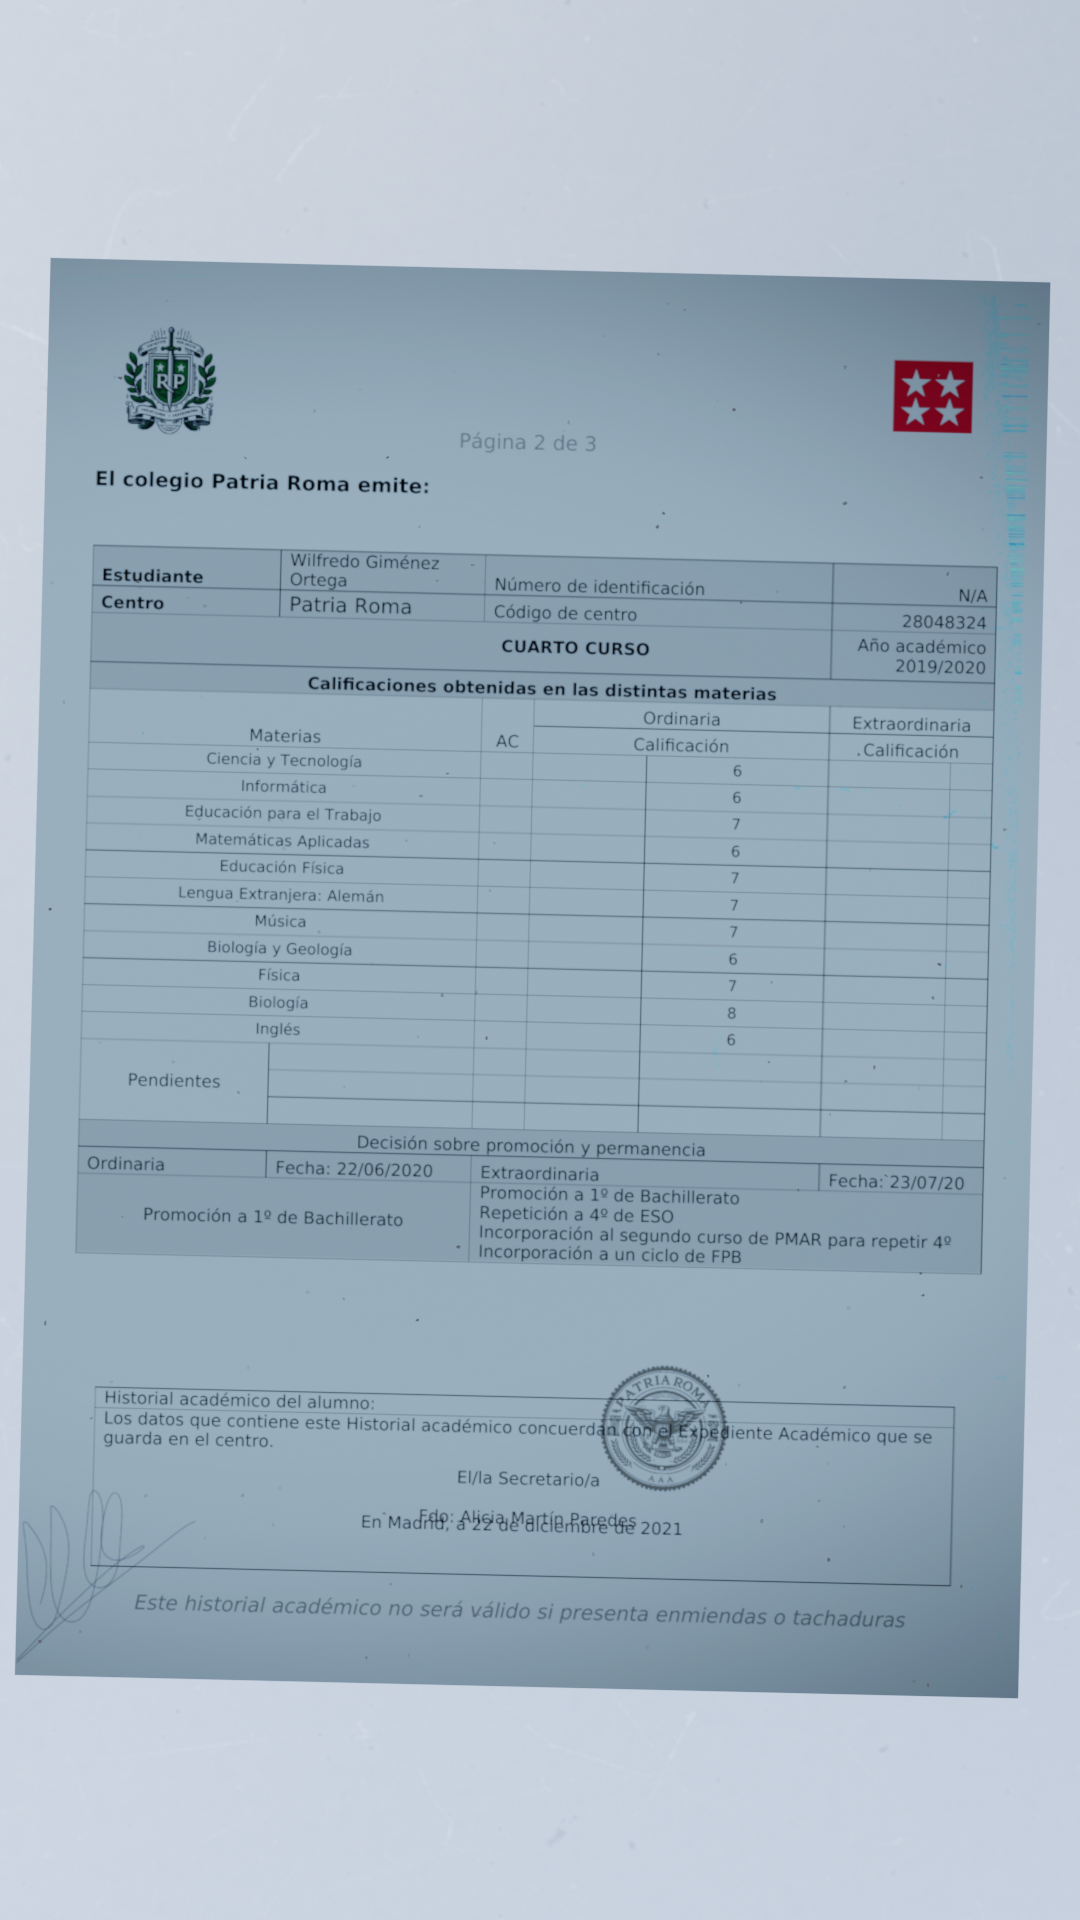 RP
Página 2 de 3
El colegio Patria Roma emite:
Estudiante
Wilfredo Giménez
Ortega
Número de identificación
N/A
Centro
Patria Roma
Código de centro
28048324
CUARTO CURSO
Año académico
2019/2020
Calificaciones obtenidas en las distintas materias
Materias
AC
Ordinaria
Extraordinaria
Calificación
Calificación
Ciencia y Tecnología 6
Informática 6
Educación para el Trabajo 7
Matemáticas Aplicadas 6
Educación Física 7
Lengua Extranjera: Alemán 7
Música 7
Biología y Geología 6
Física 7
Biología 8
Inglés 6
Pendientes
Decisión sobre promoción y permanencia
Ordinaria
Fecha: 22/06/2020
Extraordinaria
Fecha: 23/07/20
Promoción a 1º de Bachillerato
Promoción a 1º de Bachillerato
Repetición a 4º de ESO
Incorporación al segundo curso de PMAR para repetir 4º
Incorporación a un ciclo de FPB
PATRIA ROMA
AAA
Historial académico del alumno:
Los datos que contiene este Historial académico concuerdan con el Expediente Académico que se
guarda en el centro.
El/la Secretario/a
Fdo: Alicia Martín Paredes
En Madrid, a 22 de diciembre de 2021
Este historial académico no será válido si presenta enmiendas o tachaduras